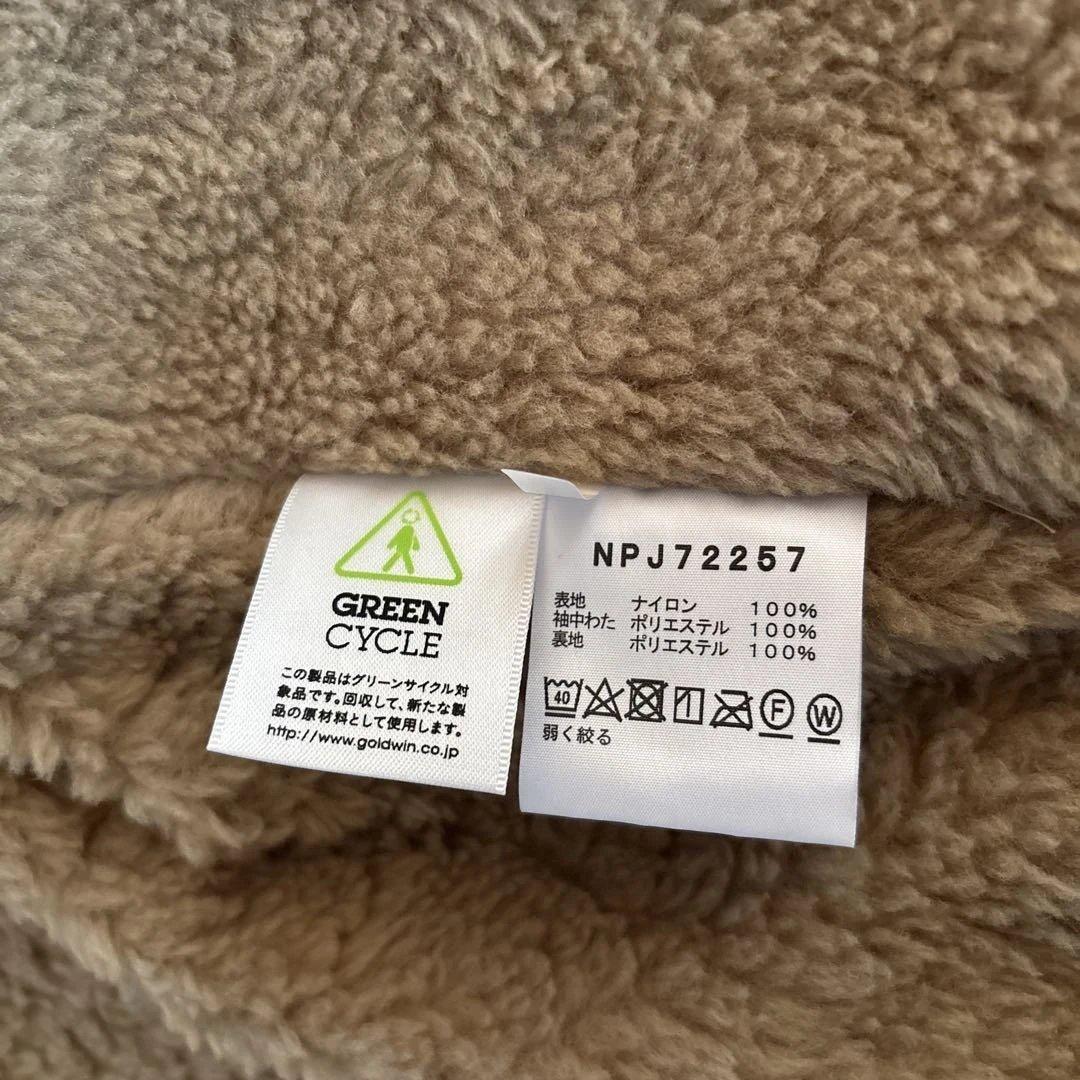 GREEN
CYCLE
この製品はグリーンサイクル対
象品です。回収して、新たな製
品の原材料として使用します。
http://www.goldwin.co.jp
NPJ72257
表地 ナイロン 100%
袖中わた ポリエステル 100%
裏地 ポリエステル 100%
40
F
W
弱く絞る